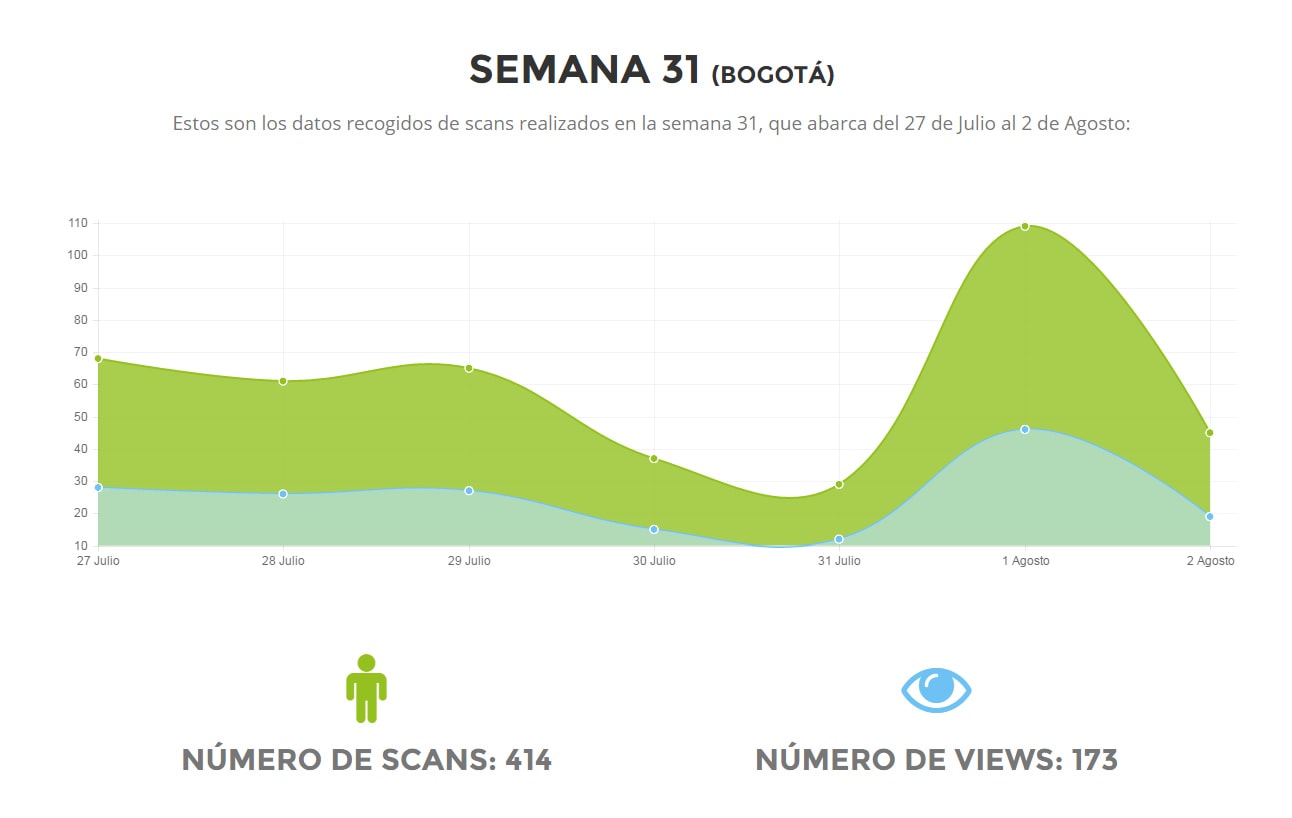 SEMANA 31 (BOGOTÁ)
Estos son los datos recogidos de scans realizados en la semana 31, que abarca del 27 de Julio al 2 de Agosto:
110
100
90
80
70
60
50
40
30
20
10
27 Julio 28 Julio 29 Julio 30 Julio 31 Julio 1 Agosto 2 Agosto
NÚMERO DE SCANS: 414
NÚMERO DE VIEWS: 173